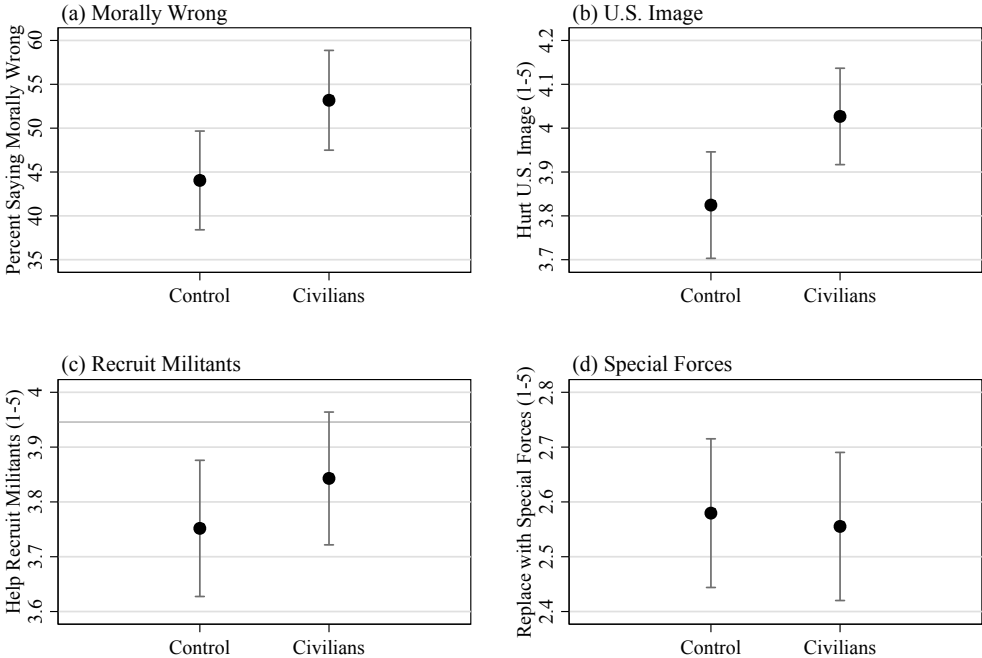 (a) Morally Wrong
Percent Saying Morally Wrong
60
55
50
45
40
35
Control Civilians
(b) U.S. Image
Hurt U.S. Image (1-5)
4.2
4.1
4
3.9
3.8
3.7
Control Civilians
(c) Recruit Militants
Help Recruit Militants (1-5)
4
3.9
3.8
3.7
3.6
Control Civilians
(d) Special Forces
Replace with Special Forces (1-5)
2.8
2.7
2.6
2.5
2.4
Control Civilians